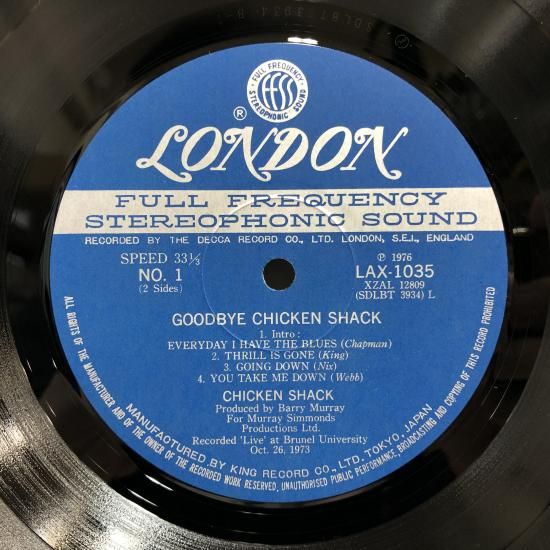 SDLBT 3934 B-
FULL FREQUENCY
ffss
STEREOPHONIC SOUND
®
LONDON
FULL FREQUENCY
STEREOPHONIC SOUND
RECORDED BY THE DECCA RECORD CO., LTD. LONDON, S.E.I., ENGLAND
SPEED 33⅓
NO. 1
(2 Sides)
℗ 1976
LAX-1035
XZAL 12809
(SDLBT 3934) L
GOODBYE CHICKEN SHACK
1. Intro:
EVERYDAY I HAVE THE BLUES (Chapman)
2. THRILL IS GONE (King)
3. GOING DOWN (Nix)
4. YOU TAKE ME DOWN (Webb)
CHICKEN SHACK
Produced by Barry Murray
For Murray Simmonds
Productions Ltd.
Recorded 'Live' at Brunel University
Oct. 26, 1973
MANUFACTURED BY KING RECORD CO., LTD, TOKYO, JAPAN
ALL RIGHTS OF THE MANUFACTURER AND OF THE OWNER OF THE RECORDED WORK RESERVED, UNAUTHORISED PUBLIC PERFORMANCE, BROADCASTING AND COPYING OF THIS RECORD PROHIBITED